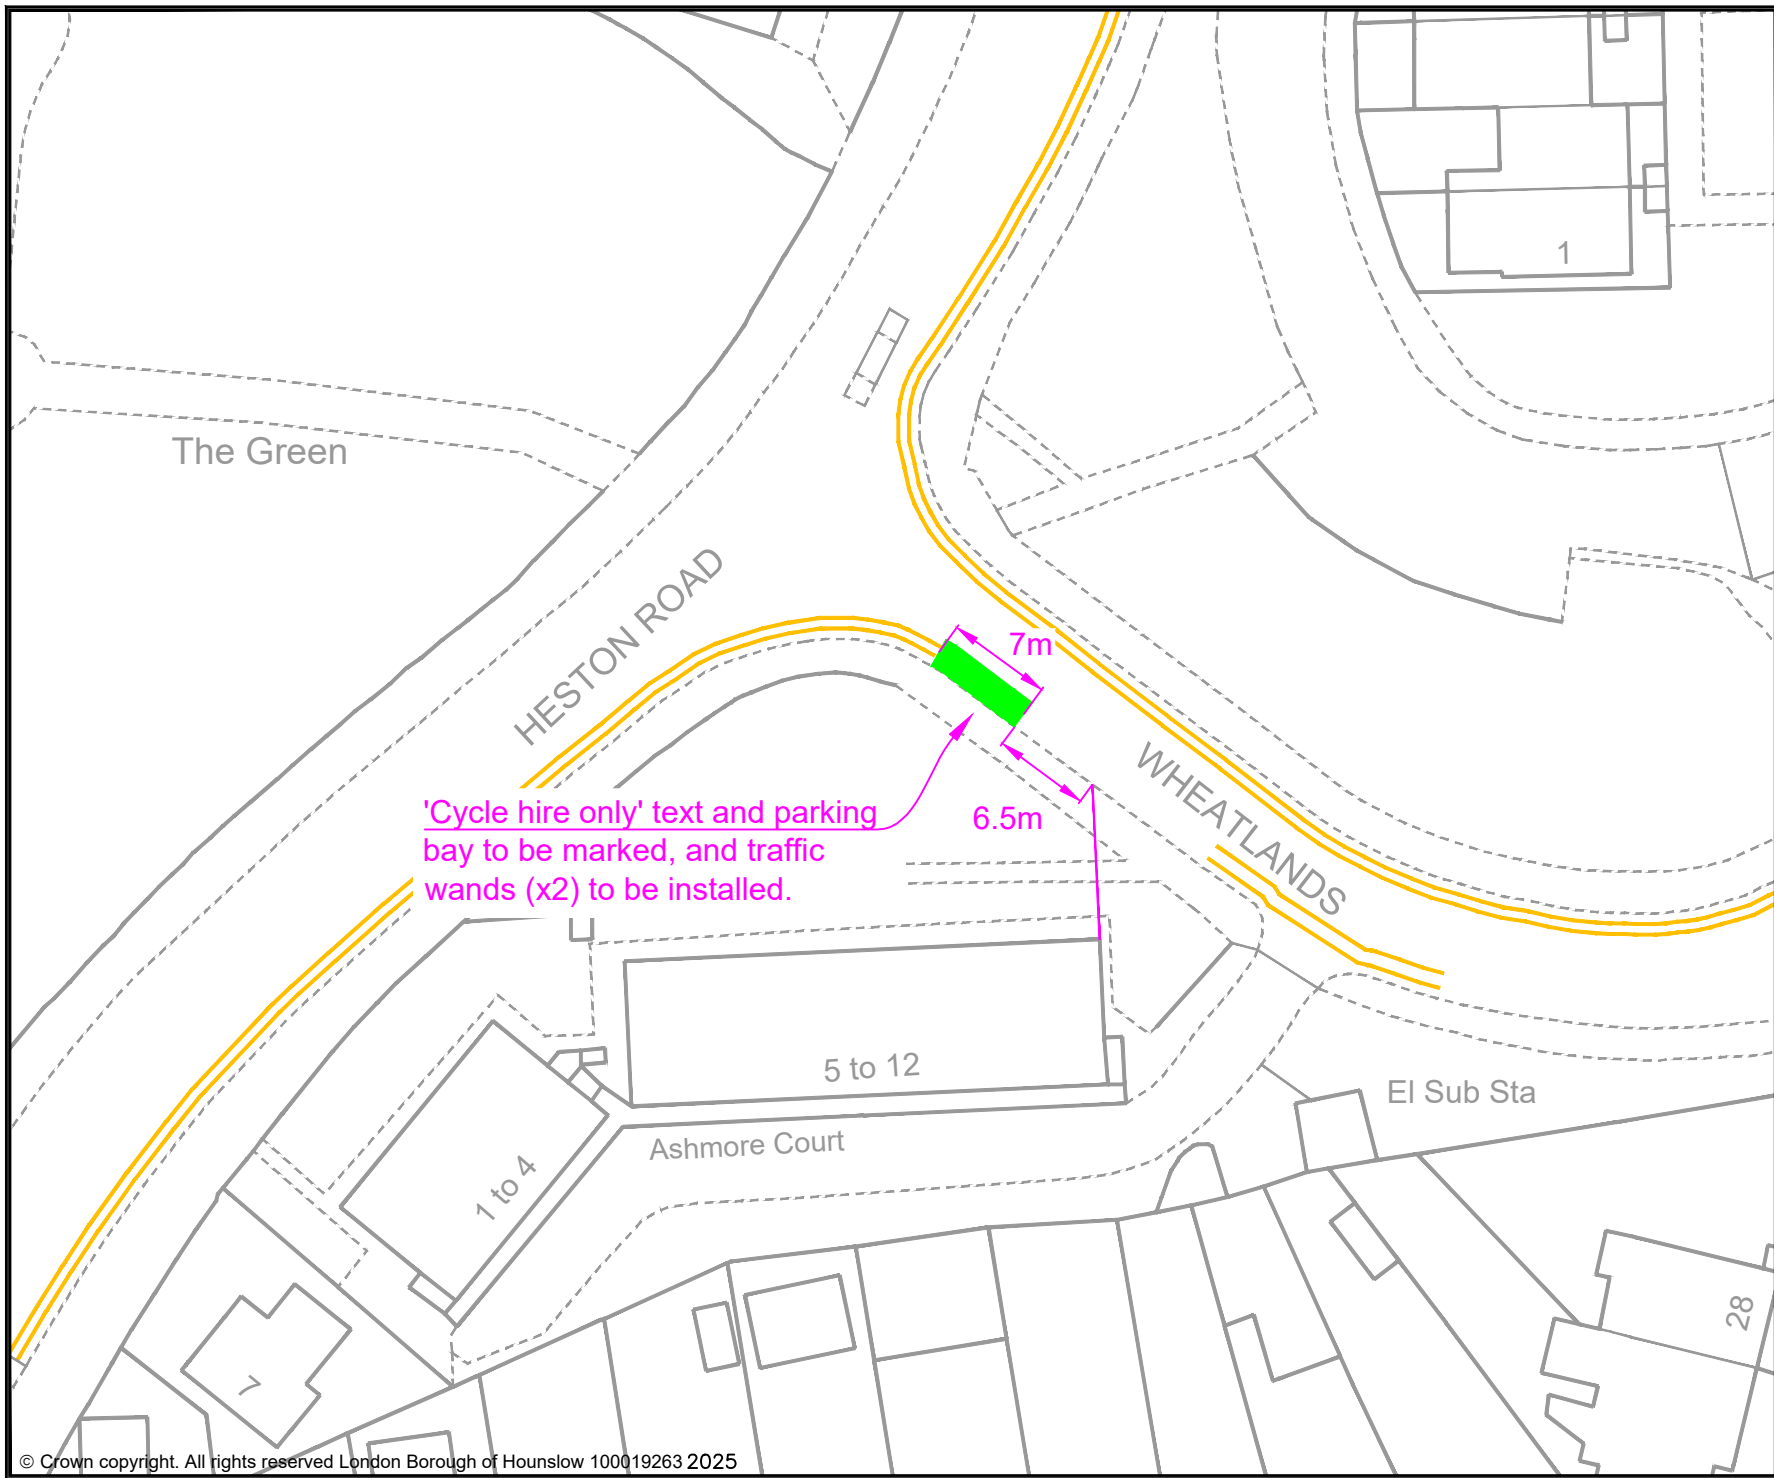 1
The Green
HESTON ROAD
7m
WHEATLANDS
6.5m
'Cycle hire only' text and parking
bay to be marked, and traffic
wands (x2) to be installed.
5 to 12
El Sub Sta
Ashmore Court
1 to 4
28
7
© Crown copyright. All rights reserved London Borough of Hounslow 100019263 2025